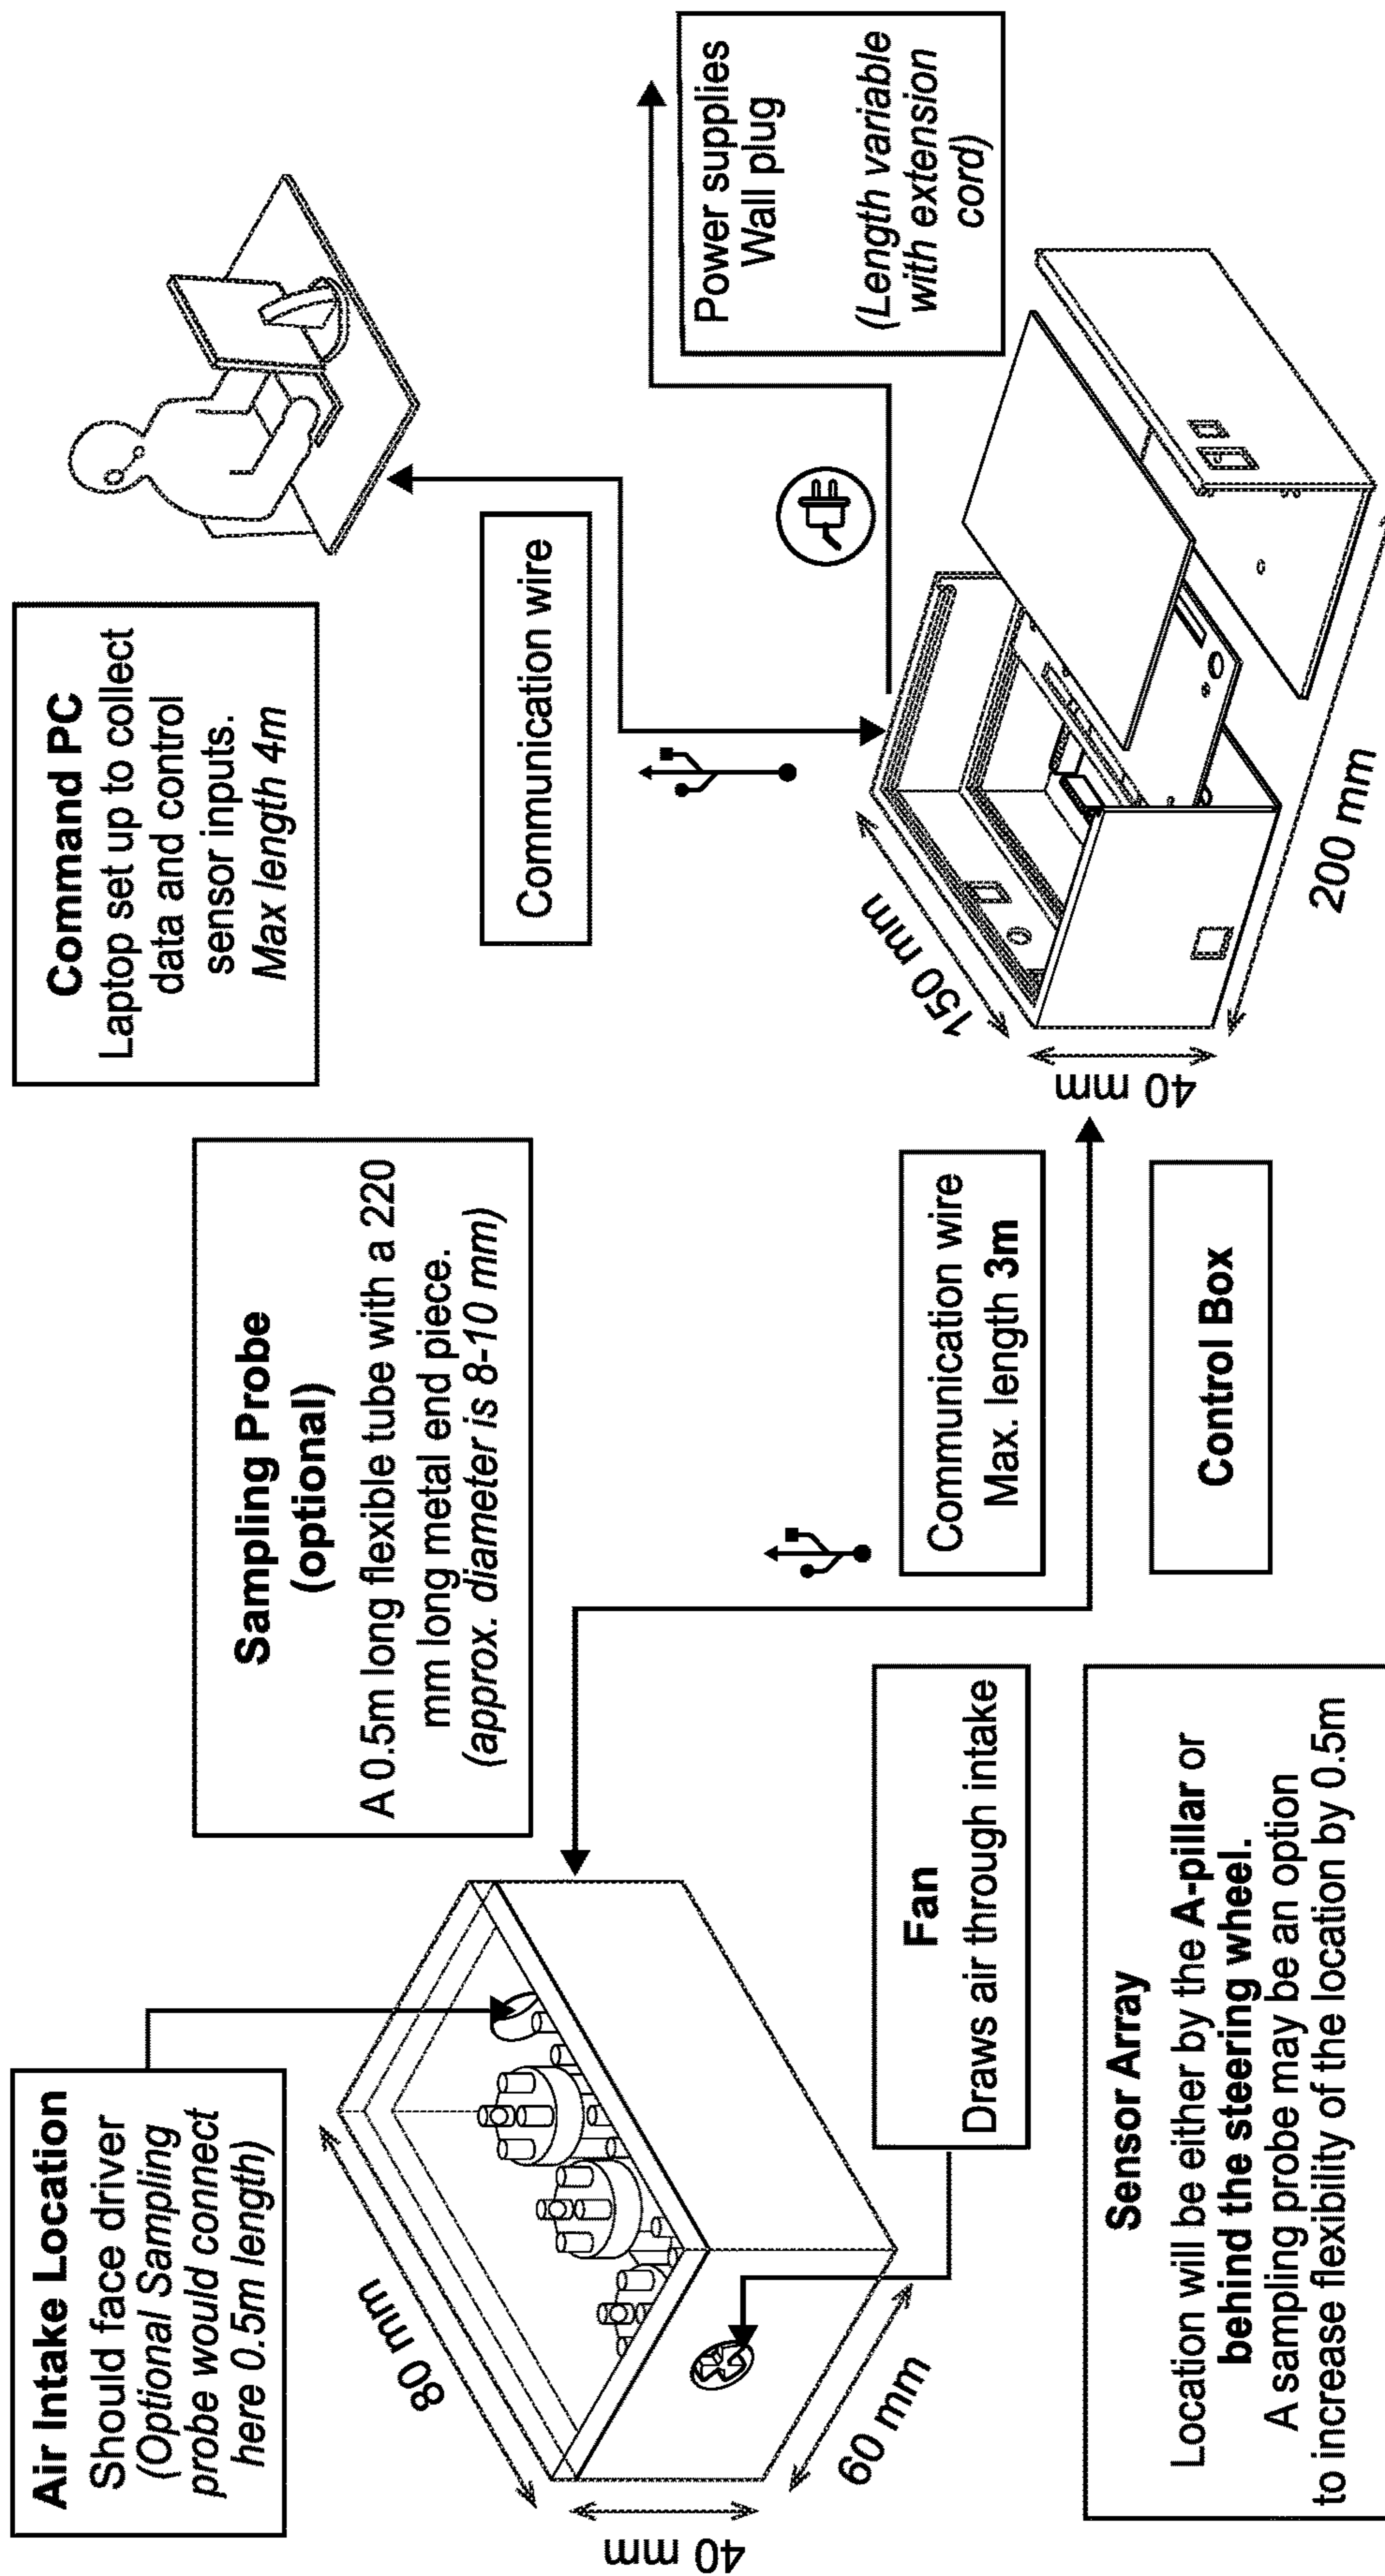 Air Intake Location
Should face driver
(Optional Sampling
probe would connect
here 0.5m length)
Sampling Probe
(optional)
A 0.5m long flexible tube with a 220
mm long metal end piece.
(approx. diameter is 8-10 mm)
Command PC
Laptop set up to collect
data and control
sensor inputs.
Max length 4m
Communication wire
Power supplies
Wall plug
(Length variable
with extension
cord)
80 mm
40 mm
60 mm
Fan
Draws air through intake
Communication wire
Max. length 3m
150 mm
40 mm
200 mm
Control Box
Sensor Array
Location will be either by the A-pillar or
behind the steering wheel.
A sampling probe may be an option
to increase flexibility of the location by 0.5m